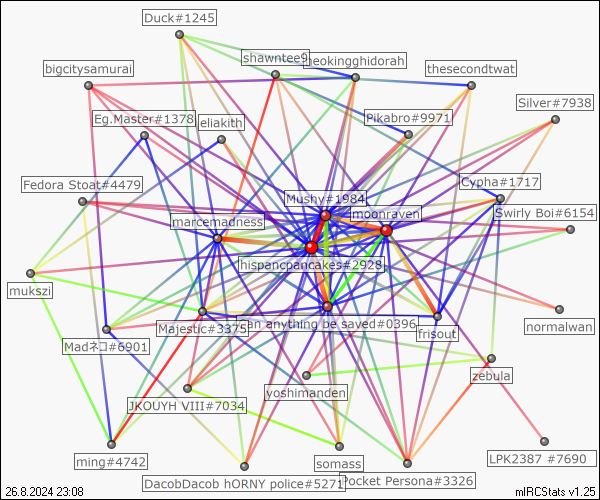 Duck#1245
shawntee9
heokingghidorah
bigcitysamurai
thesecondtwat
Silver#7938
Eg.Master#1378
eliakith
Pikabro#9971
Fedora Stoat#4479
Cypha#1717
Mushy#1984
moonraven
Swirly Boi#6154
marcemadness
hispancpancakes#2928
mukszi
Majestic#3375
an anything be saved#0396
normalwan
Madネコ#6901
frisout
zebula
yoshimanden
JKOUYH VIII#7034
ming#4742
somass
LPK2387 #7690
DacobDacob hORNY police#5271
Pocket Persona#3326
26.8.2024 23:08
mIRCStats v1.25